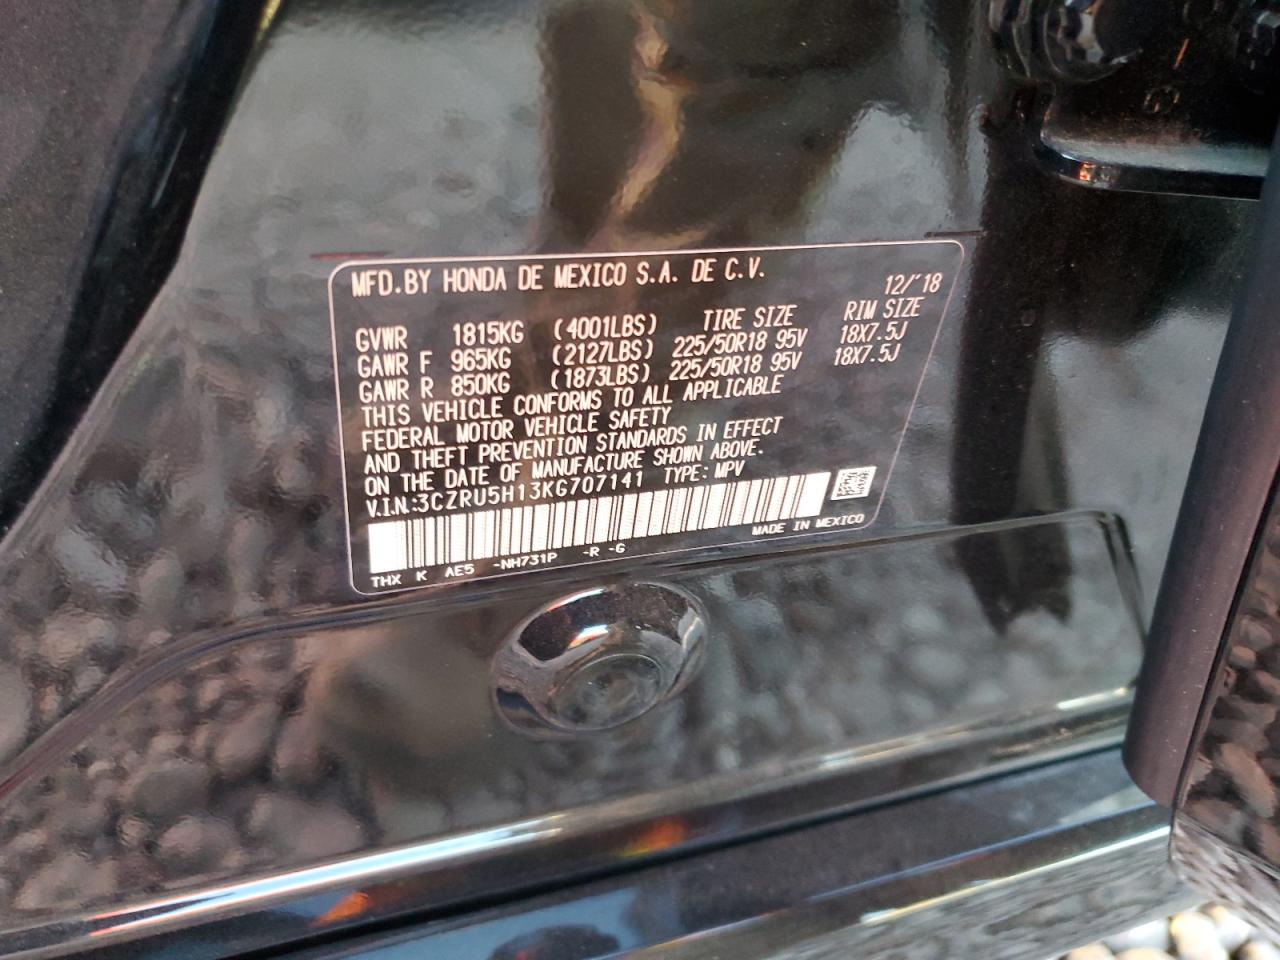 MFD.BY HONDA DE MEXICO S.A. DE C.V.
12/'18
GVWR 1815KG (4001LBS) TIRE SIZE RIM SIZE
GAWR F 965KG (2127LBS) 225/50R18 95V 18X7.5J
GAWR R 850KG (1873LBS) 225/50R18 95V 18X7.5J
THIS VEHICLE CONFORMS TO ALL APPLICABLE
FEDERAL MOTOR VEHICLE SAFETY
AND THEFT PREVENTION STANDARDS IN EFFECT
ON THE DATE OF MANUFACTURE SHOWN ABOVE.
V.I.N:3CZRU5H13KG707141 TYPE: MPV
THX K AE5 -NH731P -R -G MADE IN MEXICO